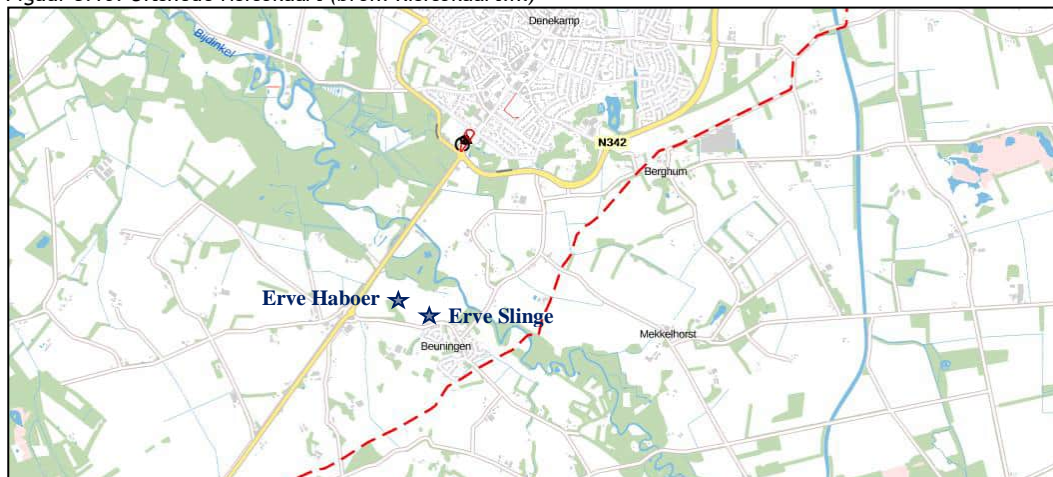 Denekamp
Bijdinkel
N342
Berghum
Erve Haboer
Erve Slinge
Mekkelhorst
Beuningen